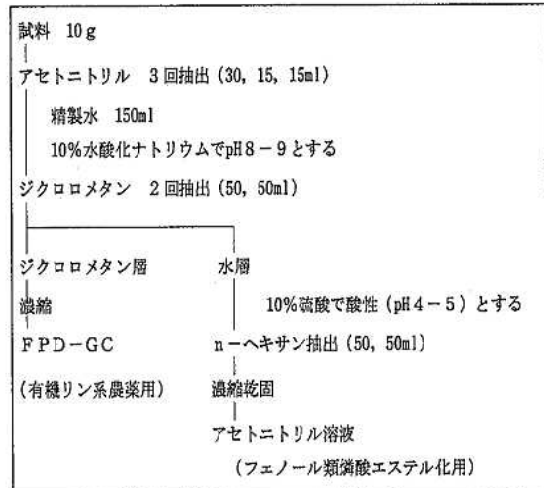 試料 10g
アセトニトリル 3回抽出(30, 15, 15ml)
精製水 150ml
10%水酸化ナトリウムでpH8-9とする
ジクロロメタン 2回抽出(50, 50ml)
ジクロロメタン層 水層
濃縮 10%硫酸で酸性(pH4-5)とする
FPD-GC n-ヘキサン抽出(50, 50ml)
(有機リン系農薬用) 濃縮乾固
アセトニトリル溶液
(フェノール類燐酸エステル化用)